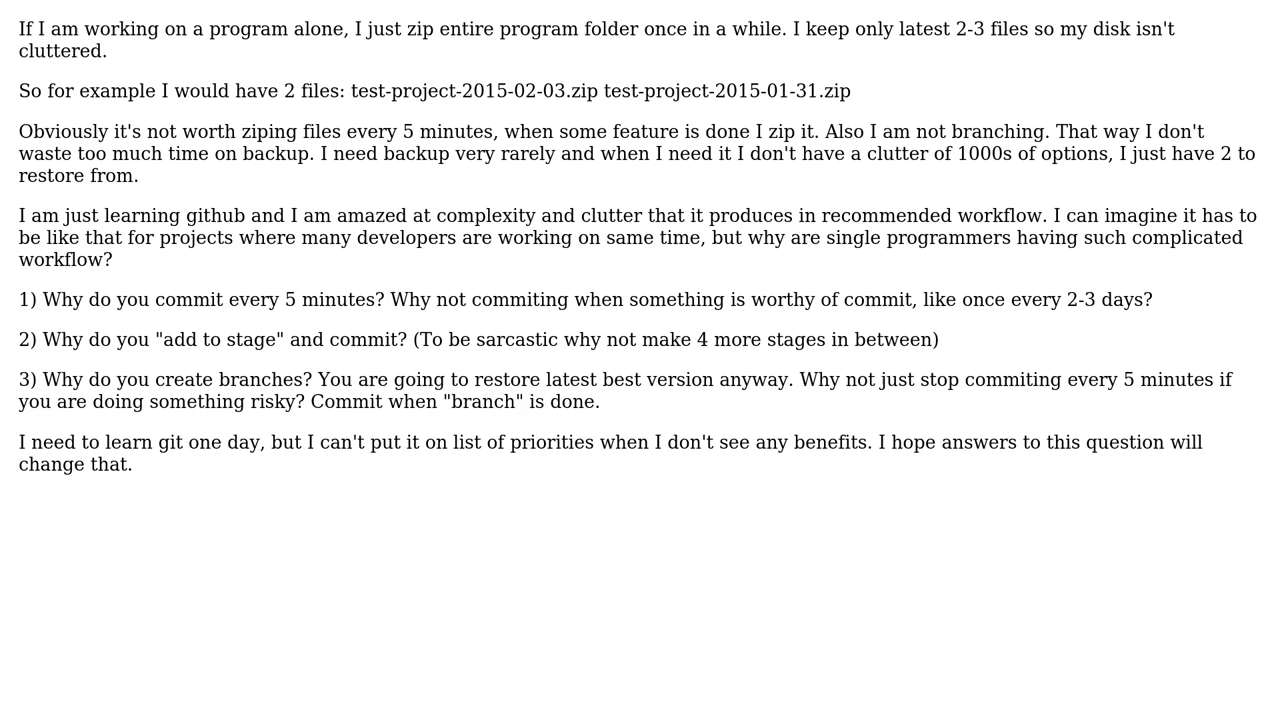 If I am working on a program alone, I just zip entire program folder once in a while. I keep only latest 2-3 files so my disk isn't
cluttered.
So for example I would have 2 files: test-project-2015-02-03.zip test-project-2015-01-31.zip
Obviously it's not worth ziping files every 5 minutes, when some feature is done I zip it. Also I am not branching. That way I don't
waste too much time on backup. I need backup very rarely and when I need it I don't have a clutter of 1000s of options, I just have 2 to
restore from.
I am just learning github and I am amazed at complexity and clutter that it produces in recommended workflow. I can imagine it has to
be like that for projects where many developers are working on same time, but why are single programmers having such complicated
workflow?
1) Why do you commit every 5 minutes? Why not commiting when something is worthy of commit, like once every 2-3 days?
2) Why do you "add to stage" and commit? (To be sarcastic why not make 4 more stages in between)
3) Why do you create branches? You are going to restore latest best version anyway. Why not just stop commiting every 5 minutes if
you are doing something risky? Commit when "branch" is done.
I need to learn git one day, but I can't put it on list of priorities when I don't see any benefits. I hope answers to this question will
change that.